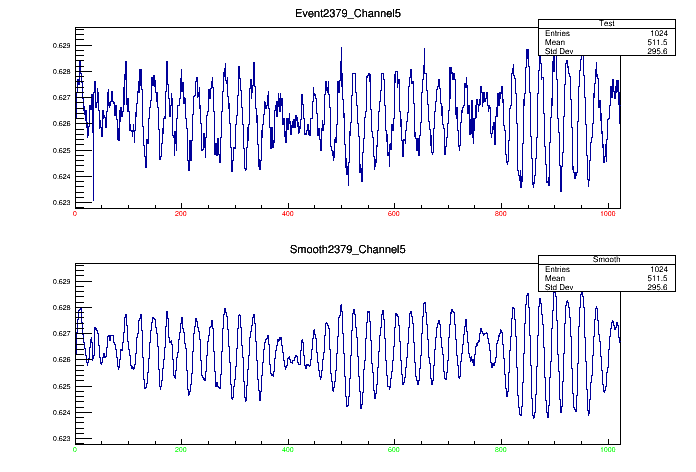 Event2379_Channel5
Test
Entries 1024
Mean 511.5
Std Dev 295.6
0.629
0.628
0.627
0.626
0.625
0.624
0.623
0 200 400 600 800 1000
Smooth2379_Channel5
Smooth
Entries 1024
Mean 511.5
Std Dev 295.6
0.629
0.628
0.627
0.626
0.625
0.624
0.623
0 200 400 600 800 1000